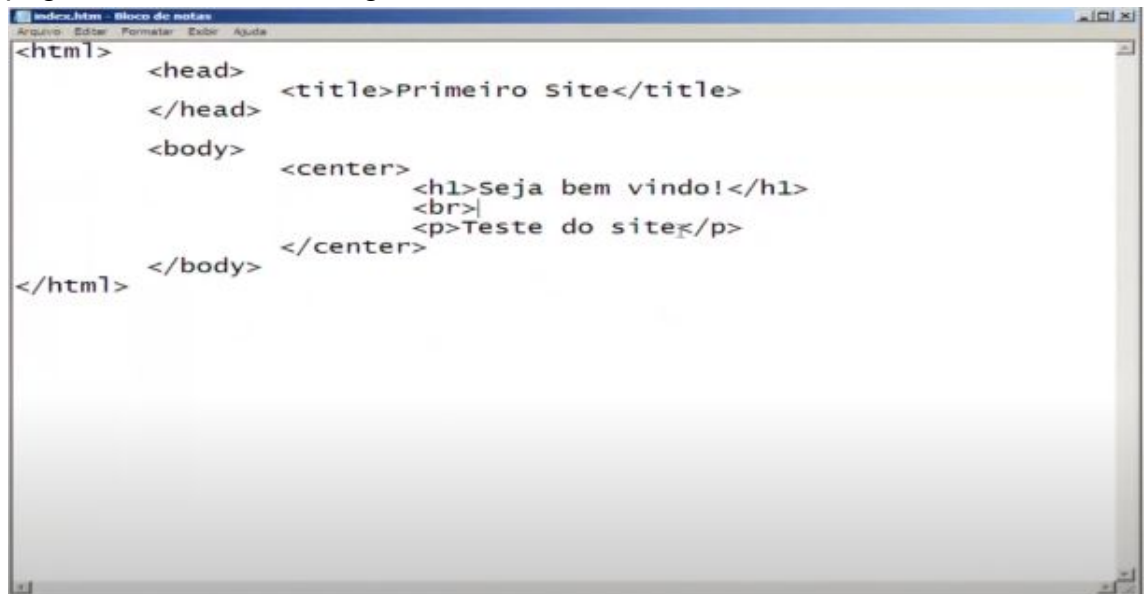 index.htm - Bloco de notas
Arquivo Editar Formatar Exibir Ajuda
<html>
<head>
<title>Primeiro Site</title>
</head>
<body>
<center>
<h1>Seja bem vindo!</h1>
<br>
<p>Teste do site</p>
</center>
</body>
</html>